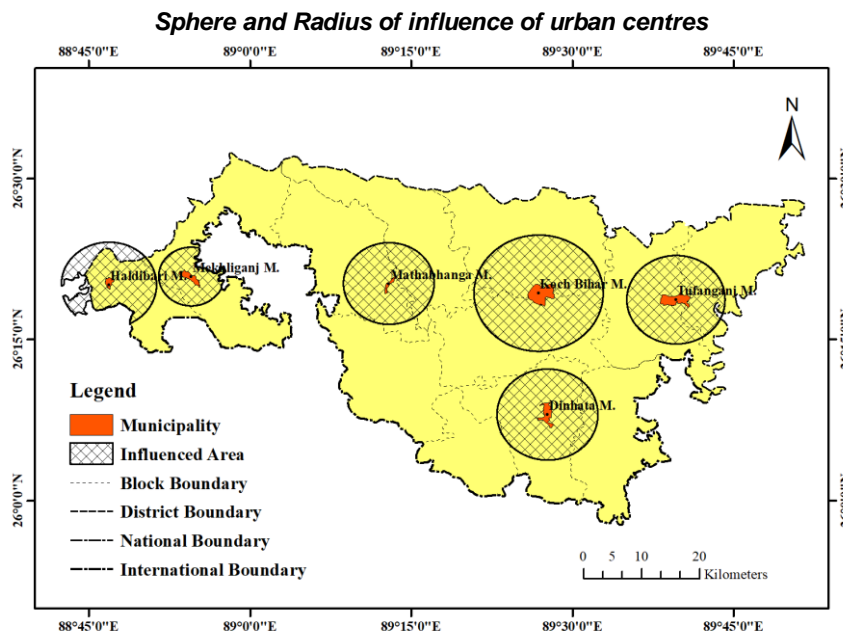 Sphere and Radius of influence of urban centres
88°45'0"E 89°0'0"E 89°15'0"E 89°30'0"E 89°45'0"E
N
26°30'0"N
Haldibari M.
Mekhliganj M.
Mathabhanga M.
Koch Bihar M.
Tufanganj M.
26°15'0"N
Dinhata M.
Legend
Municipality
Influenced Area
Block Boundary
District Boundary
National Boundary
International Boundary
26°0'0"N
0 5 10 20
Kilometers
88°45'0"E 89°0'0"E 89°15'0"E 89°30'0"E 89°45'0"E